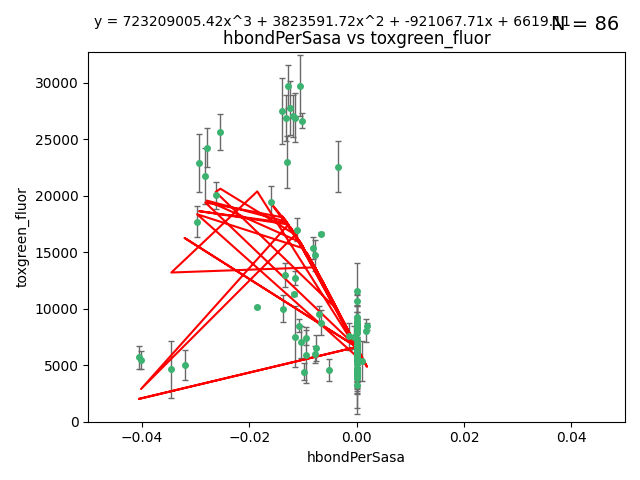 y = 723209005.42x^3 + 3823591.72x^2 + -921067.71x + 6619. N = 86
hbondPerSasa vs toxgreen_fluor
30000
25000
20000
15000
10000
5000
0
toxgreen_fluor
−0.04 −0.02 0.00 0.02 0.04
hbondPerSasa